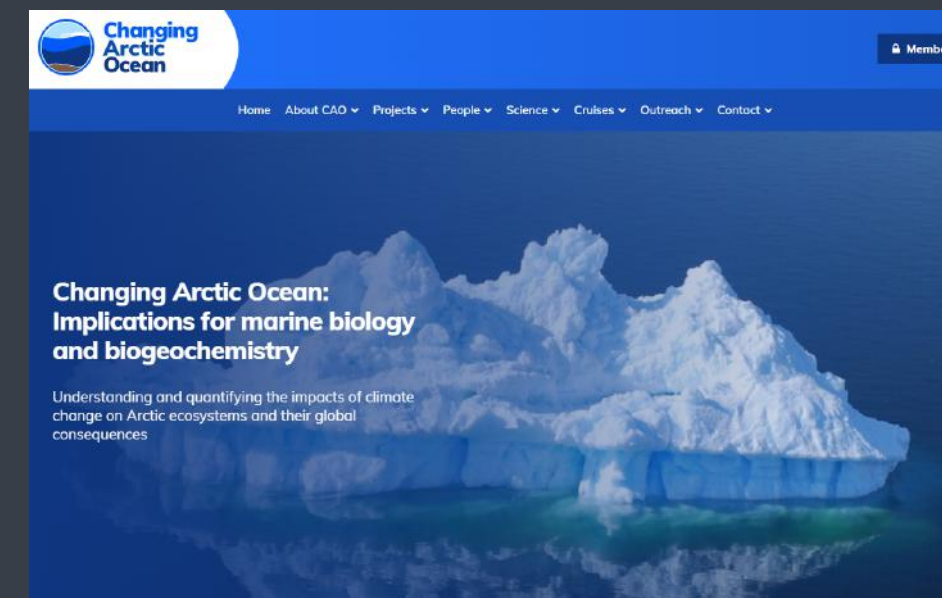 Changing
Arctic
Ocean
Home About CAO Projects People Science Cruises Outreach Contact
Changing Arctic Ocean:
Implications for marine biology
and biogeochemistry
Understanding and quantifying the impacts of climate
change on Arctic ecosystems and their global
consequences